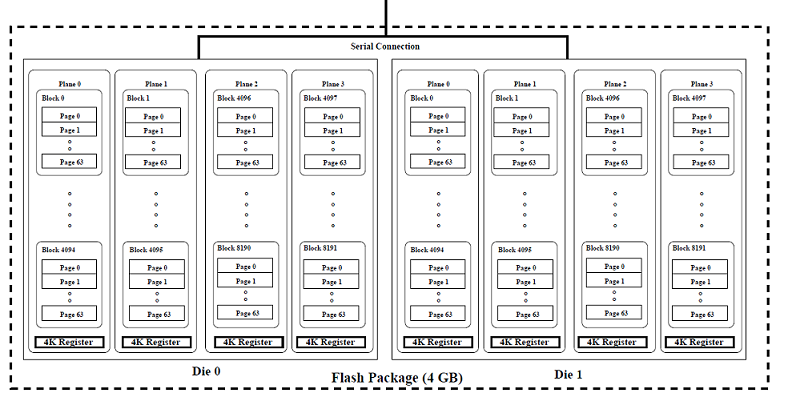 Serial Connection
Plane 0 Plane 1 Plane 2 Plane 3 Plane 0 Plane 1 Plane 2 Plane 3
Block 0 Block 1 Block 4096 Block 4097 Block 0 Block 1 Block 4096 Block 4097
Page 0 Page 0 Page 0 Page 0 Page 0 Page 0 Page 0 Page 0
Page 1 Page 1 Page 1 Page 1 Page 1 Page 1 Page 1 Page 1
Page 63 Page 63 Page 63 Page 63 Page 63 Page 63 Page 63 Page 63
Block 4094 Block 4095 Block 8190 Block 8191 Block 4094 Block 4095 Block 8190 Block 8191
Page 0 Page 0 Page 0 Page 0 Page 0 Page 0 Page 0 Page 0
Page 1 Page 1 Page 1 Page 1 Page 1 Page 1 Page 1 Page 1
Page 63 Page 63 Page 63 Page 63 Page 63 Page 63 Page 63 Page 63
4K Register 4K Register 4K Register 4K Register 4K Register 4K Register 4K Register 4K Register
Die 0 Flash Package (4 GB) Die 1